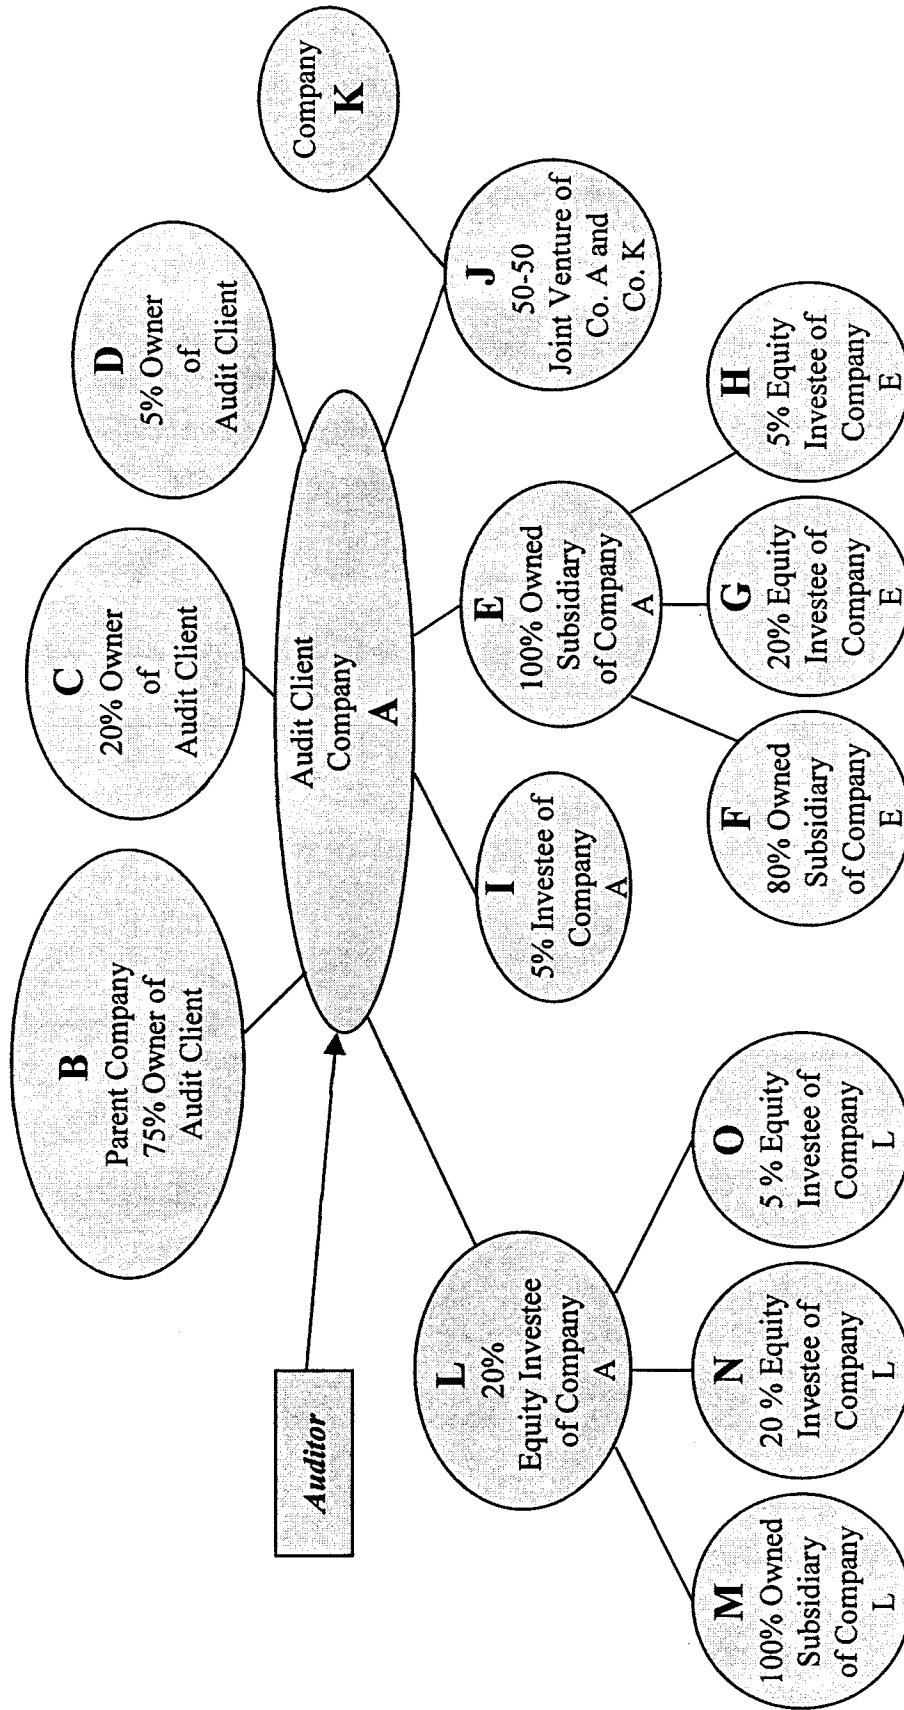 B
Parent Company
75% Owner of
Audit Client
C
20% Owner
of
Audit Client
D
5% Owner
of
Audit Client
Company
K
Auditor
Audit Client
Company
A
L
20%
Equity Investee
of Company
A
I
5% Investee of
Company
A
E
100% Owned
Subsidiary
of Company
A
J
50-50
Joint Venture of
Co. A and
Co. K
M
100% Owned
Subsidiary
of Company
L
N
20 % Equity
Investee of
Company
L
O
5 % Equity
Investee of
Company
L
F
80% Owned
Subsidiary
of Company
E
G
20% Equity
Investee of
Company
E
H
5% Equity
Investee of
Company
E